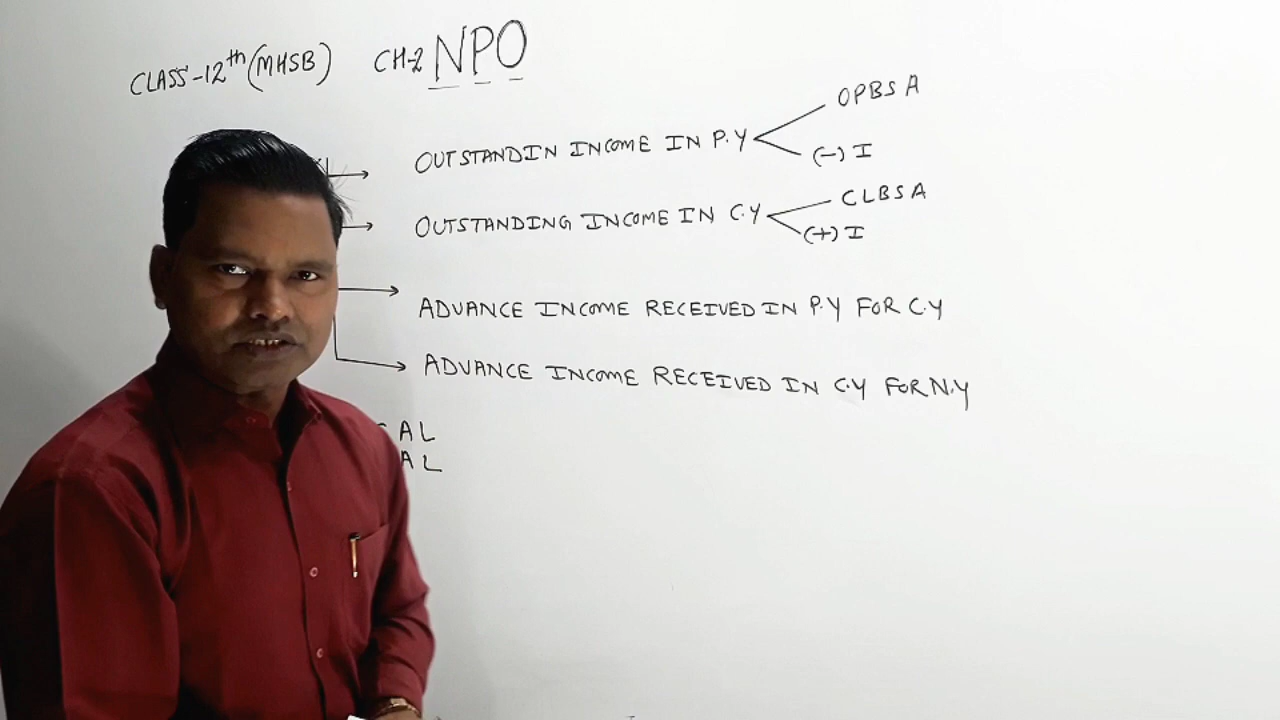 CLASS-12th (MHSB) CH-2 NPO
OUTSTANDIN INCOME IN P.Y OPBS A
(-) I
OUTSTANDING INCOME IN C.Y CLBS A
(+) I
ADVANCE INCOME RECEIVED IN P.Y FOR C.Y
ADVANCE INCOME RECEIVED IN C.Y FOR N.Y
AL
AL